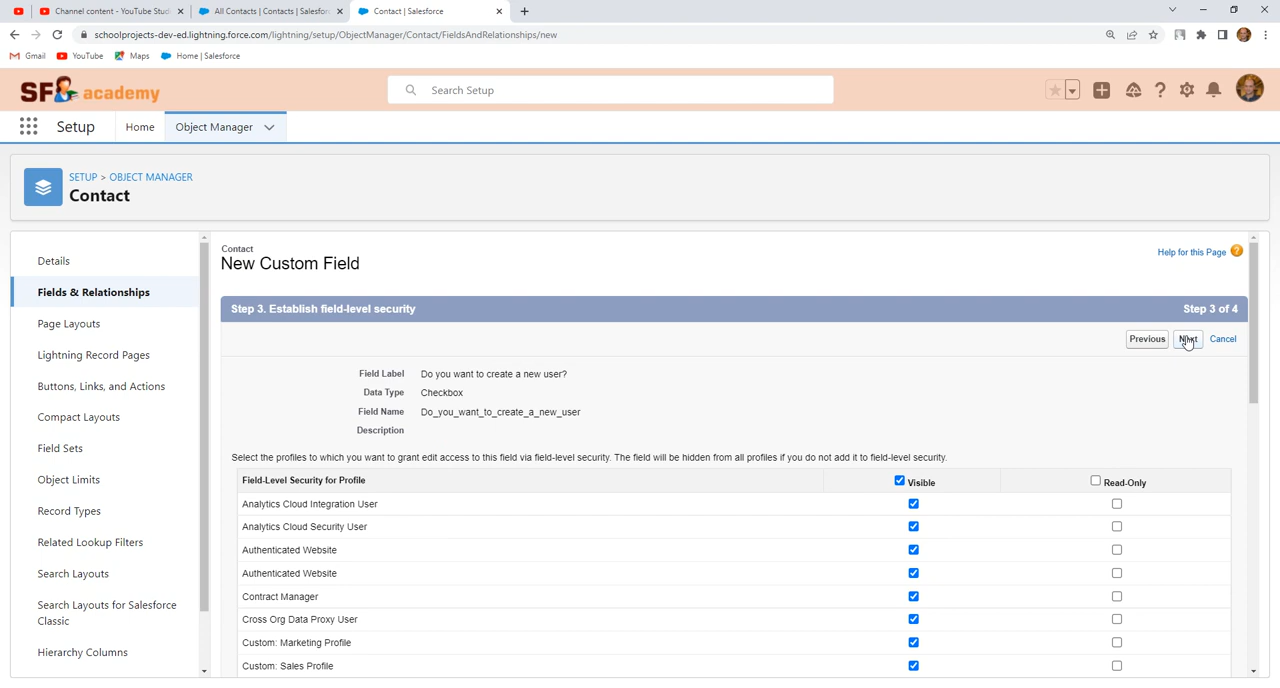 Channel content - YouTube Stud
All Contacts | Contacts | Salesfor
Contact | Salesforce
schoolprojects-dev-ed.lightning.force.com/lightning/setup/ObjectManager/Contact/FieldsAndRelationships/new
Gmail YouTube Maps Home | Salesforce
SF academy
Search Setup
Setup Home Object Manager
SETUP > OBJECT MANAGER
Contact
Details
Fields & Relationships
Page Layouts
Lightning Record Pages
Buttons, Links, and Actions
Compact Layouts
Field Sets
Object Limits
Record Types
Related Lookup Filters
Search Layouts
Search Layouts for Salesforce
Classic
Hierarchy Columns
Contact
New Custom Field
Help for this Page
Step 3. Establish field-level security Step 3 of 4
Previous Next Cancel
Field Label Do you want to create a new user?
Data Type Checkbox
Field Name Do_you_want_to_create_a_new_user
Description
Select the profiles to which you want to grant edit access to this field via field-level security. The field will be hidden from all profiles if you do not add it to field-level security.
Field-Level Security for Profile Visible Read-Only
Analytics Cloud Integration User
Analytics Cloud Security User
Authenticated Website
Authenticated Website
Contract Manager
Cross Org Data Proxy User
Custom: Marketing Profile
Custom: Sales Profile